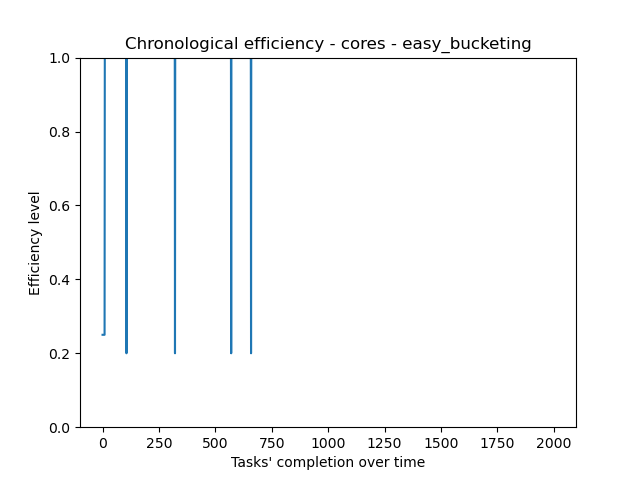 Chronological efficiency - cores - easy_bucketing
1.0
0.8
0.6
0.4
0.2
0.0
Efficiency level
0 250 500 750 1000 1250 1500 1750 2000
Tasks' completion over time